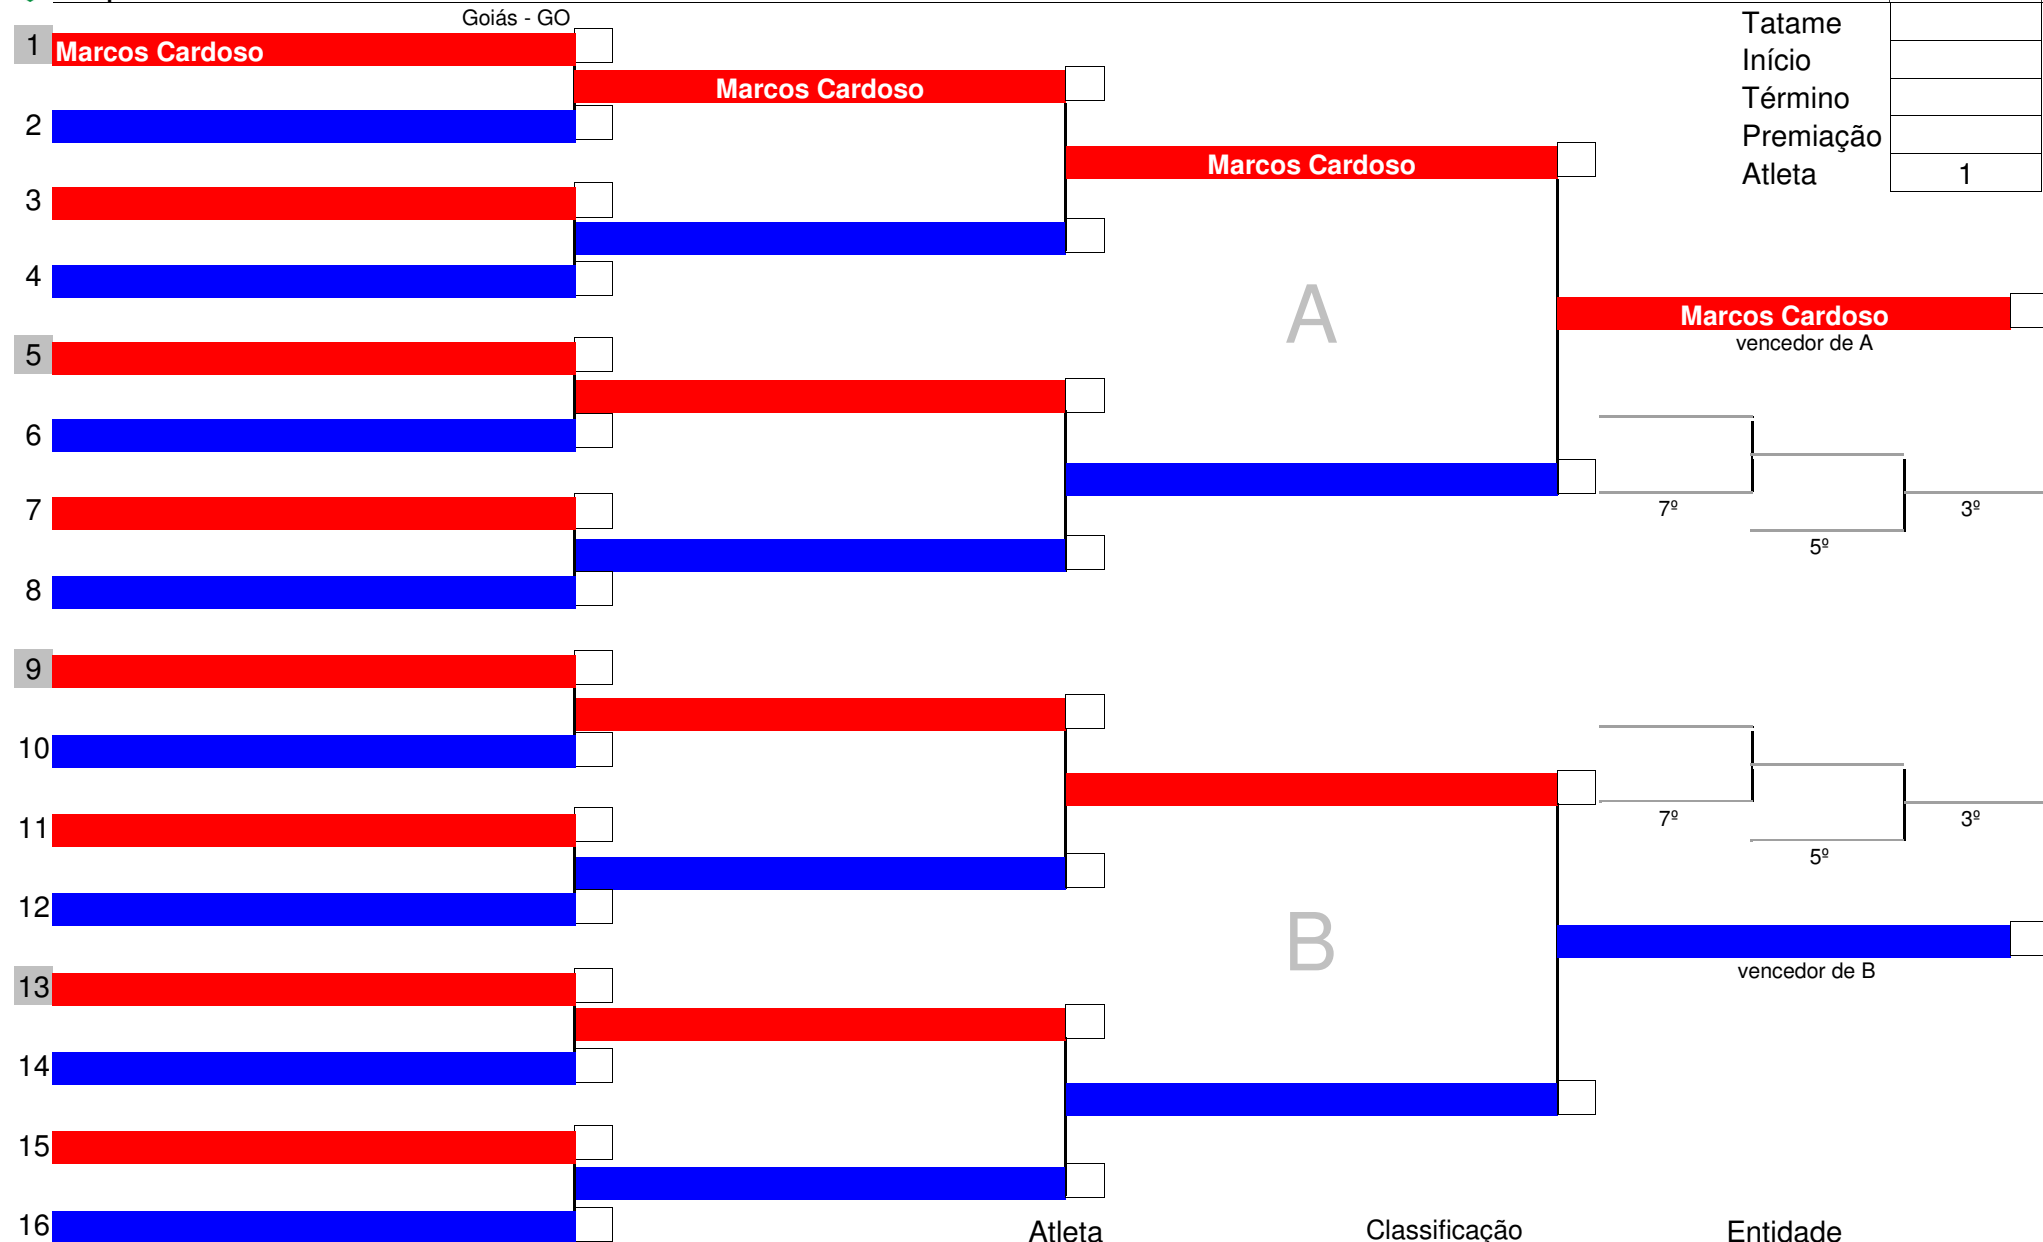 Goiás - GO
Tatame
1 Marcos Cardoso
Início
Marcos Cardoso
Término
2
Premiação
Marcos Cardoso
Atleta 1
3
4
A
Marcos Cardoso
vencedor de A
5
6
7
7º
3º
5º
8
9
10
11
7º
3º
5º
12
B
vencedor de B
13
14
15
16
Atleta Classificação Entidade